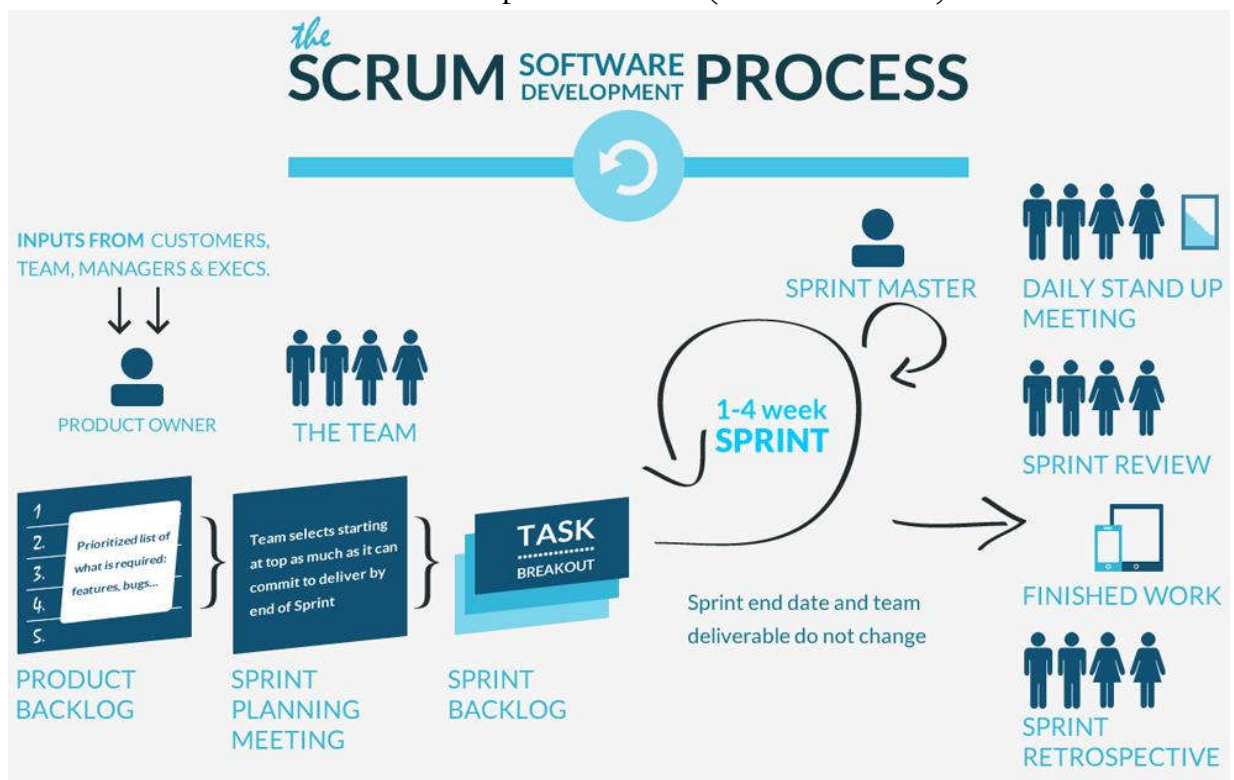 the
SCRUM SOFTWARE DEVELOPMENT PROCESS
INPUTS FROM CUSTOMERS,
TEAM, MANAGERS & EXECS.
PRODUCT OWNER
THE TEAM
1
2.
3.
4.
5.
Prioritized list of
what is required:
features, bugs...
PRODUCT
BACKLOG
Team selects starting
at top as much as it can
commit to deliver by
end of Sprint
SPRINT
PLANNING
MEETING
TASK
BREAKOUT
SPRINT
BACKLOG
SPRINT MASTER
1-4 week
SPRINT
Sprint end date and team
deliverable do not change
DAILY STAND UP
MEETING
SPRINT REVIEW
FINISHED WORK
SPRINT
RETROSPECTIVE